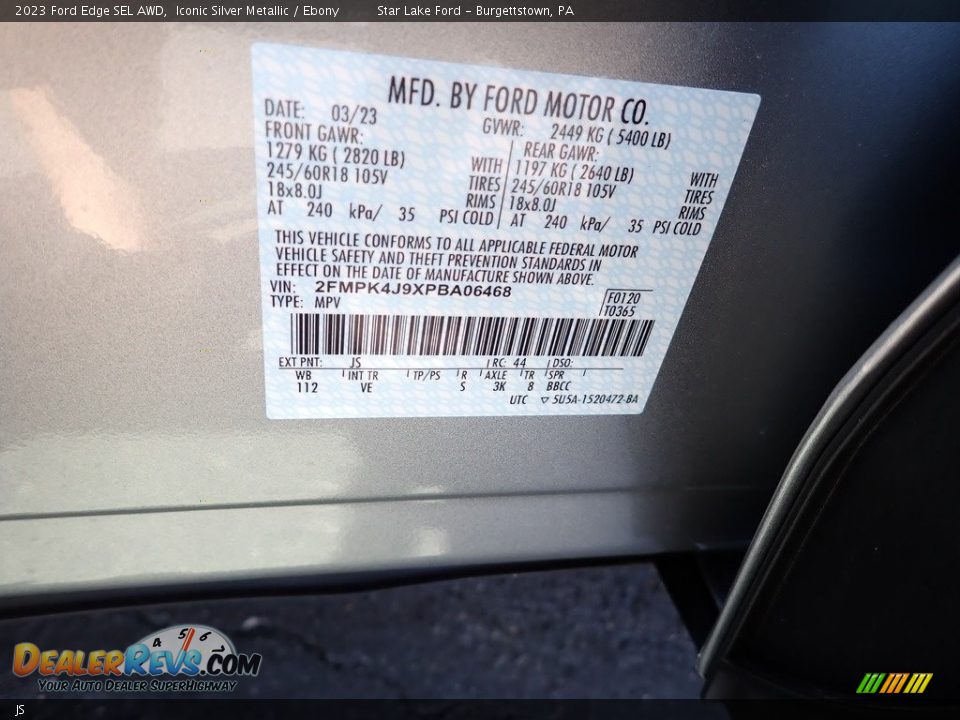 2023 Ford Edge SEL AWD, Iconic Silver Metallic / Ebony Star Lake Ford - Burgettstown, PA
MFD. BY FORD MOTOR CO.
DATE: 03/23 GVWR: 2449 KG ( 5400 LB)
FRONT GAWR: REAR GAWR:
1279 KG ( 2820 LB) WITH 1197 KG ( 2640 LB) WITH
245/60R18 105V TIRES 245/60R18 105V TIRES
18x8.0J RIMS 18x8.0J RIMS
AT 240 kPa/ 35 PSI COLD AT 240 kPa/ 35 PSI COLD
THIS VEHICLE CONFORMS TO ALL APPLICABLE FEDERAL MOTOR
VEHICLE SAFETY AND THEFT PREVENTION STANDARDS IN
EFFECT ON THE DATE OF MANUFACTURE SHOWN ABOVE.
VIN: 2FMPK4J9XPBA06468 F0120
TYPE: MPV T0365
EXT PNT: JS RC: 44 DSO:
WB INT TR TP/PS R AXLE TR SPR
112 VE S 3K 8 BBCC
UTC ▽ 5U5A-1520472-BA
4 5 6
DEALERREVS.COM
YOUR AUTO DEALER SUPERHIGHWAY
JS